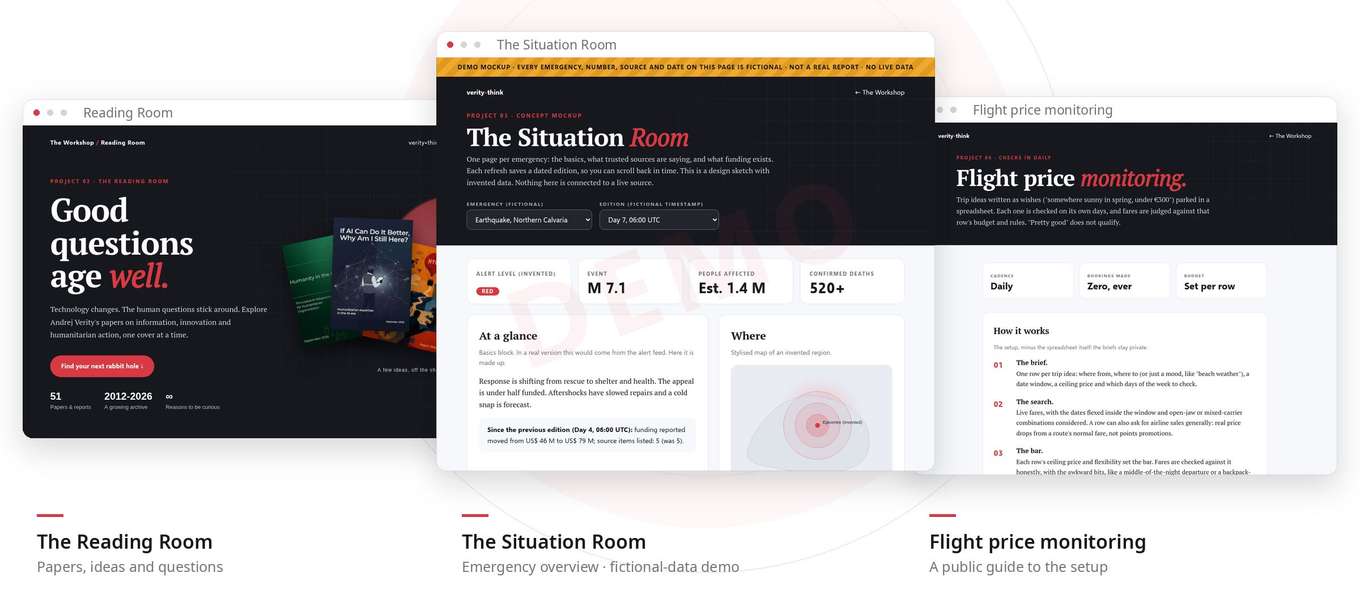 Reading Room
The Workshop / Reading Room
PROJECT 02 · THE READING ROOM
Good
questions
age well.
Technology changes. The human questions stick around. Explore
Andrej Verity's papers on information, innovation and
humanitarian action, one cover at a time.
Find your next rabbit hole ↓
51
Papers & reports
2012-2026
A growing archive
∞
Reasons to be curious
If AI Can Do It Better,
Why Am I Still Here?
A few ideas, off the
The Situation Room
DEMO MOCKUP · EVERY EMERGENCY, NUMBER, SOURCE AND DATE ON THIS PAGE IS FICTIONAL · NOT A REAL REPORT · NO LIVE DATA
verity·think
← The Workshop
PROJECT 03 · CONCEPT MOCKUP
The Situation Room
One page per emergency: the basics, what trusted sources are saying, and what funding exists.
Each refresh saves a dated edition, so you can scroll back in time. This is a design sketch with
invented data. Nothing here is connected to a live source.
EMERGENCY (FICTIONAL)
Earthquake, Northern Calvaria
EDITION (FICTIONAL TIMESTAMP)
Day 7, 06:00 UTC
DEMO
ALERT LEVEL (INVENTED)
RED
EVENT
M 7.1
PEOPLE AFFECTED
Est. 1.4 M
CONFIRMED DEATHS
520+
At a glance
Basics block. In a real version this would come from the alert feed. Here it is
made up.
Response is shifting from rescue to shelter and health. The appeal
is under half funded. Aftershocks have slowed repairs and a cold
snap is forecast.
Since the previous edition (Day 4, 06:00 UTC): funding reported
moved from US$ 46 M to US$ 79 M; source items listed: 5 (was 5).
Where
Stylised map of an invented region.
Epicentre (invented)
Flight price monitoring
verity·think
← The Workshop
CHECKS IN DAILY
Flight price monitoring.
Trip ideas written as wishes ("somewhere sunny in spring, under €300") parked in a
spreadsheet. Each one is checked on its own days, and fares are judged against that
row's budget and rules. "Pretty good" does not qualify.
CADENCE
Daily
BOOKINGS MADE
Zero, ever
BUDGET
Set per row
How it works
The setup, minus the spreadsheet itself (the briefs stay private).
01
The brief.
One row per trip idea: where from, where to (or just a mood, like "beach weather"), a
date window, a ceiling price and which days of the week to check.
02
The search.
Live fares, with the dates flexed inside the window and open-jaw or mixed-carrier
combinations considered. A row can also ask for airline sales generally: real price
drops from a route's normal fare, not points promotions.
03
The bar.
Each row's ceiling price and flexibility set the bar. Fares are checked against it
honestly, with the awkward bits, like a middle-of-the-night departure or a backpack-
The Reading Room
Papers, ideas and questions
The Situation Room
Emergency overview · fictional-data demo
Flight price monitoring
A public guide to the setup